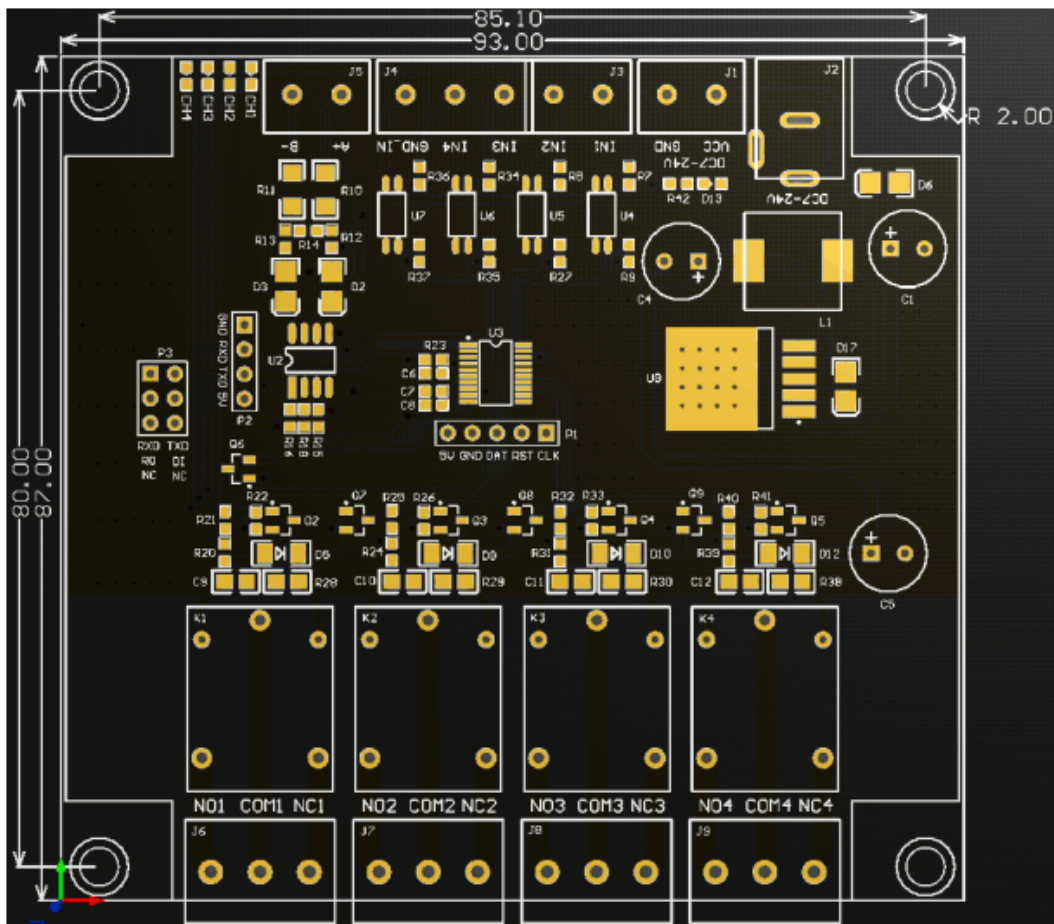 85.10
93.00
J5 J4 J3 J1 J2
R 2.00
CH4 CH3 CH2 CH1
B- A+ GND_IN IN4 IN3 IN2 IN1 GND VCC
DC7-24V
DC7-24V
R11 R10 R36 R34 R8 R7 R42 D13 D6
U7 U6 U5 U4
R13 R14 R12
R37 R35 R27 R9
C4 C1
D3 D2
L1
GND RXD TXD 5V
U2 U3
R23
P3 C6 U8 D17
C7
C8
P2
P1
5V GND DAT RST CLK
RXD TXD
RO DI
NC NC
Q6
80.00
87.00
R22 Q7 R25 R26 Q8 R32 R33 Q9 R40 R41
R21 Q2 Q3 Q4 Q5
R20 R24 R31 R39
D10 D12
C9 R28 C10 R29 C11 R30 C12 R38
C5
K1 K2 K3 K4
NO1 COM1 NC1 NO2 COM2 NC2 NO3 COM3 NC3 NO4 COM4 NC4
J6 J7 J8 J9